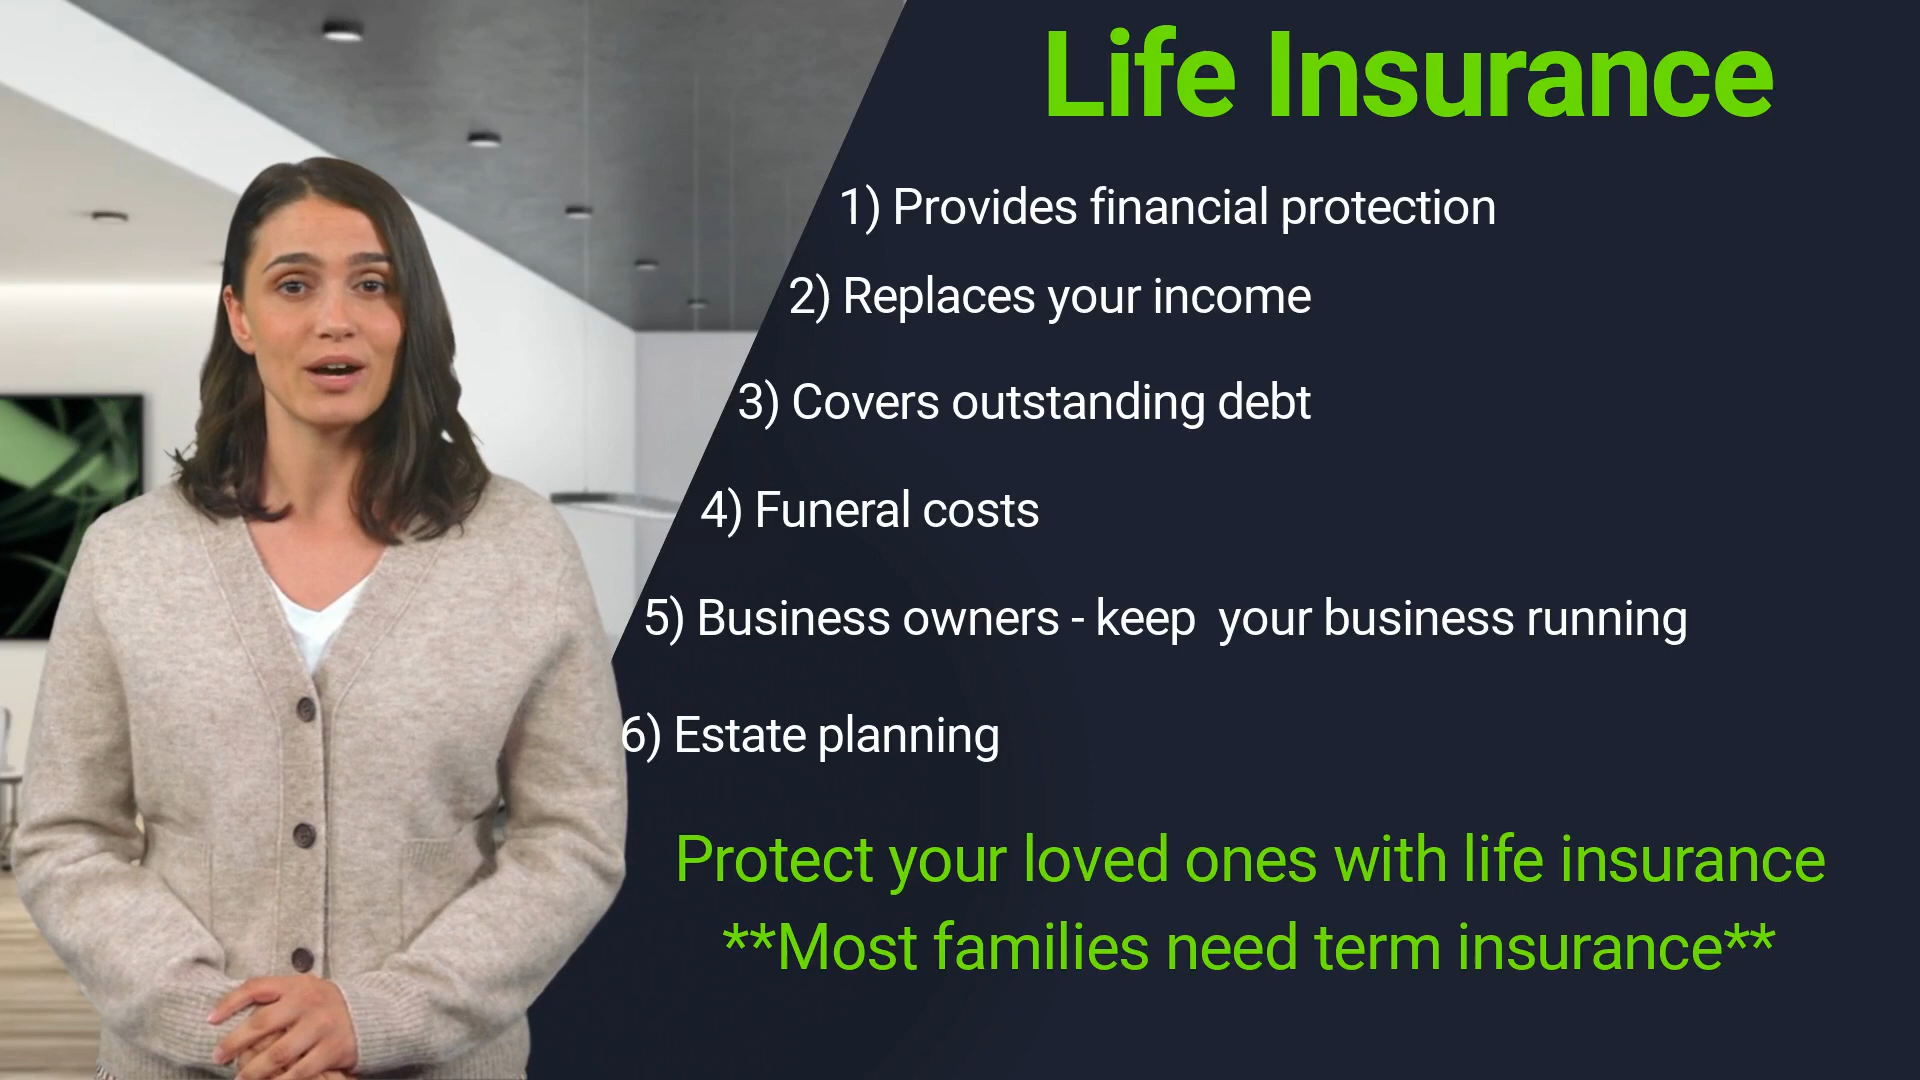 Life Insurance
1) Provides financial protection
2) Replaces your income
3) Covers outstanding debt
4) Funeral costs
5) Business owners - keep  your business running
6) Estate planning
Protect your loved ones with life insurance
**Most families need term insurance**